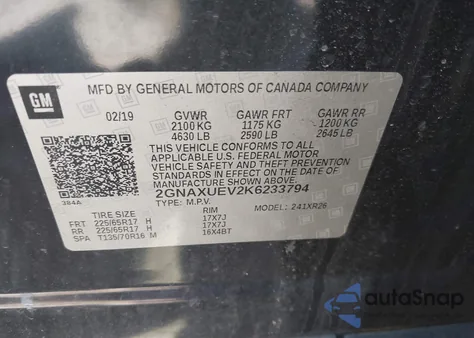 GM
MFD BY GENERAL MOTORS OF CANADA COMPANY
02/19 GVWR GAWR FRT GAWR RR
2100 KG 1175 KG 1200 KG
4630 LB 2590 LB 2645 LB
THIS VEHICLE CONFORMS TO ALL
APPLICABLE U.S. FEDERAL MOTOR
VEHICLE SAFETY, BUMPER, AND THEFT
PREVENTION STANDARDS IN EFFECT ON THE
DATE OF MANUFACTURE SHOWN ABOVE.
2GNAXUEV2K6233794
TYPE: M.P.V. MODEL: 241XR26
384A
TIRE SIZE RIM
FRT 225/65R17 H 17X7J
RR 225/65R17 H 17X7J
SPA T135/70R16 M 16X4BT
autoSnap